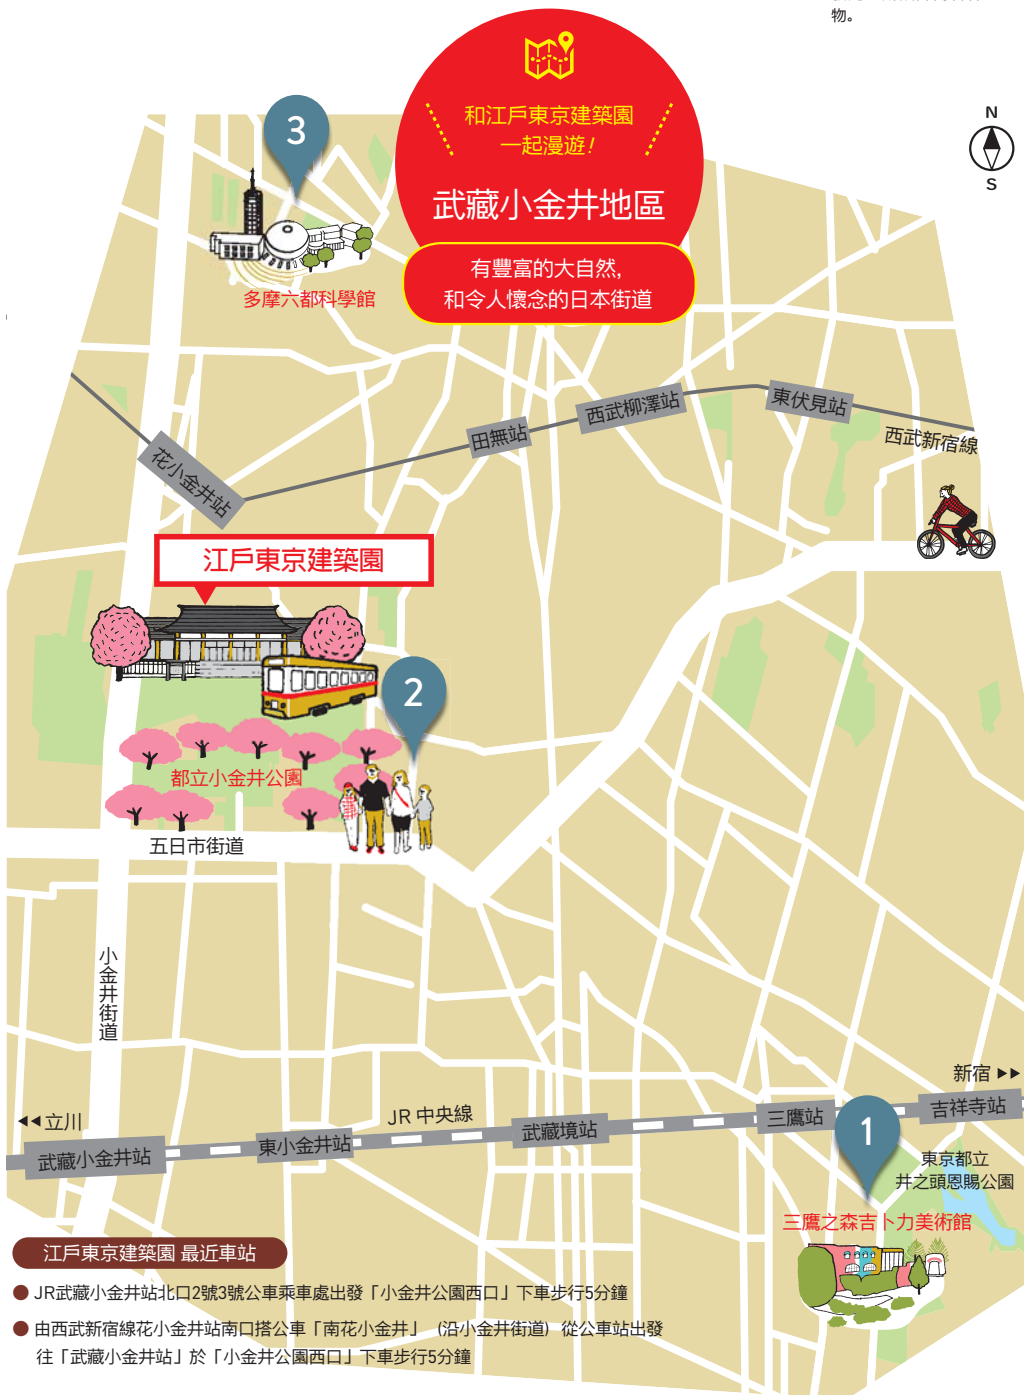 物。
和江戶東京建築園
一起漫遊!
武藏小金井地區
有豐富的大自然,
和令人懷念的日本街道
N
S
3
多摩六都科學館
東伏見站
西武柳澤站
田無站
西武新宿線
花小金井站
江戶東京建築園
2
都立小金井公園
五日市街道
小金井街道
新宿 ▶▶
◀◀ 立川
JR 中央線
吉祥寺站
三鷹站
武藏境站
東小金井站
武藏小金井站
1
東京都立
井之頭恩賜公園
三鷹之森吉卜力美術館
江戶東京建築園 最近車站
● JR武藏小金井站北口2號3號公車乘車處出發「小金井公園西口」下車步行5分鐘
● 由西武新宿線花小金井站南口搭公車「南花小金井」 (沿小金井街道) 從公車站出發
往「武藏小金井站」於「小金井公園西口」下車步行5分鐘